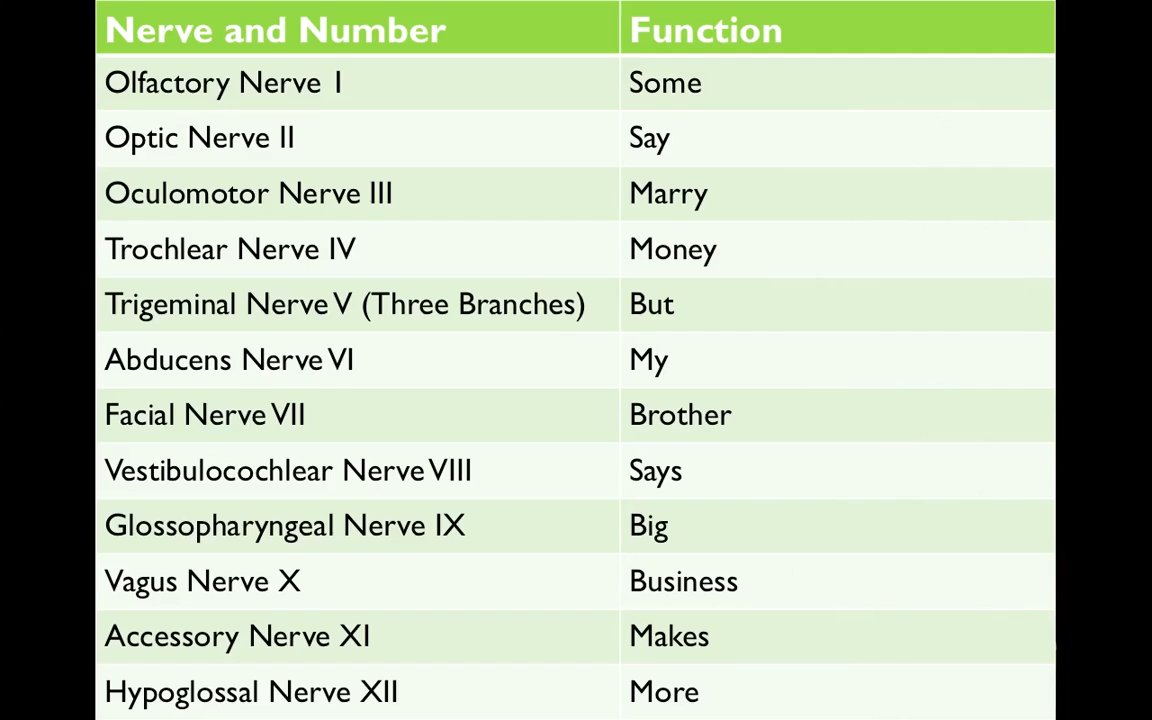 Nerve and Number Function
Olfactory Nerve I Some
Optic Nerve II Say
Oculomotor Nerve III Marry
Trochlear Nerve IV Money
Trigeminal Nerve V (Three Branches) But
Abducens Nerve VI My
Facial Nerve VII Brother
Vestibulocochlear Nerve VIII Says
Glossopharyngeal Nerve IX Big
Vagus Nerve X Business
Accessory Nerve XI Makes
Hypoglossal Nerve XII More